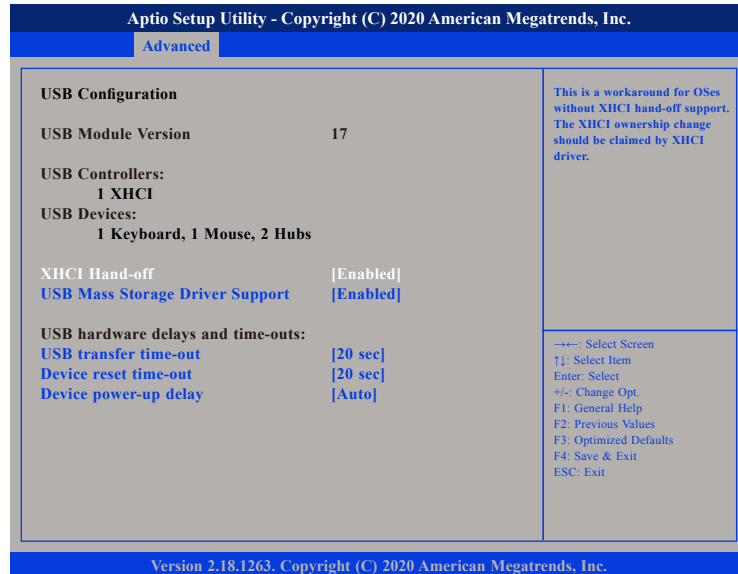 Aptio Setup Utility - Copyright (C) 2020 American Megatrends, Inc.
Advanced
USB Configuration
USB Module Version 17
USB Controllers:
1 XHCI
USB Devices:
1 Keyboard, 1 Mouse, 2 Hubs
XHCI Hand-off [Enabled]
USB Mass Storage Driver Support [Enabled]
USB hardware delays and time-outs:
USB transfer time-out [20 sec]
Device reset time-out [20 sec]
Device power-up delay [Auto]
This is a workaround for OSes
without XHCI hand-off support.
The XHCI ownership change
should be claimed by XHCI
driver.
→←: Select Screen
↑↓: Select Item
Enter: Select
+/-: Change Opt.
F1: General Help
F2: Previous Values
F3: Optimized Defaults
F4: Save & Exit
ESC: Exit
Version 2.18.1263. Copyright (C) 2020 American Megatrends, Inc.